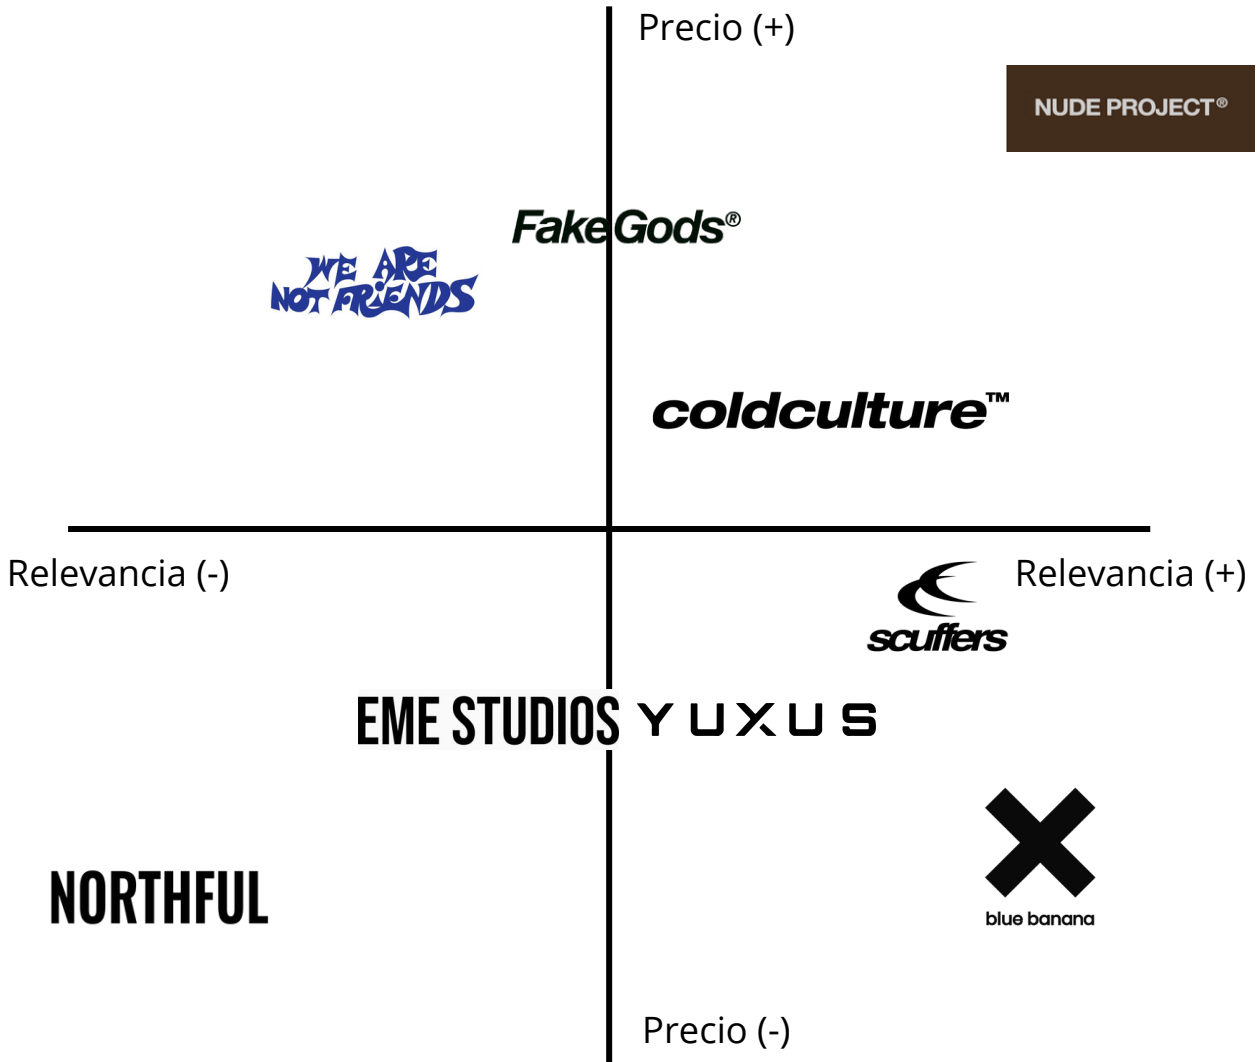 Precio (+)
NUDE PROJECT®
FakeGods®
WE ARE
NOT FRIENDS
coldculture™
Relevancia (-)
Relevancia (+)
scuffers
EME STUDIOS
YUXUS
blue banana
NORTHFUL
Precio (-)